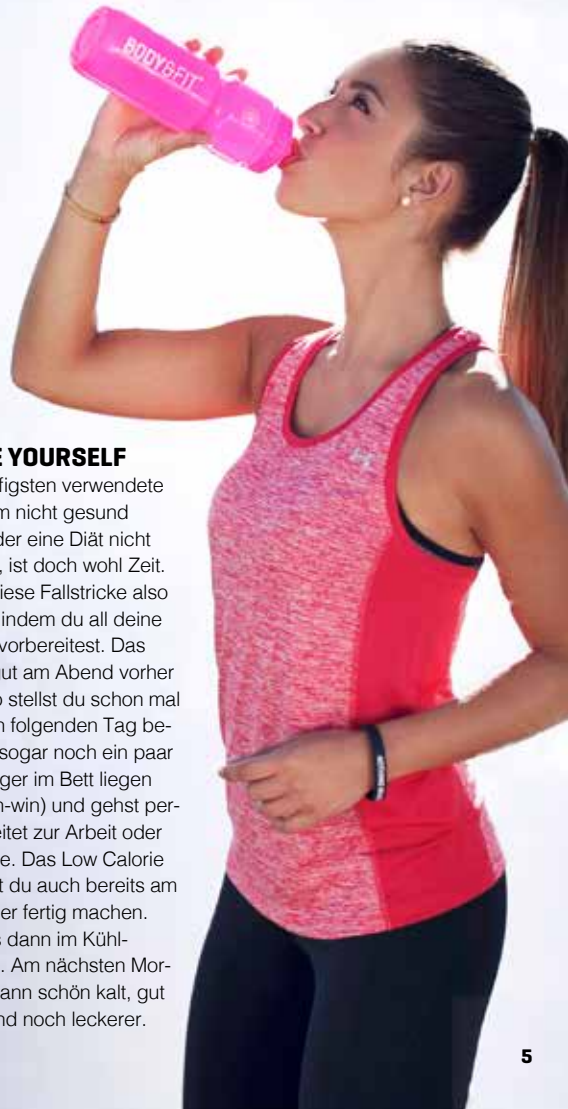 BODY&FIT
E YOURSELF
figsten verwendete
m nicht gesund
der eine Diät nicht
, ist doch wohl Zeit.
iese Fallstricke also
indem du all deine
vorbereitest. Das
gut am Abend vorher
o stellst du schon mal
n folgenden Tag be-
sogar noch ein paar
ger im Bett liegen
n-win) und gehst per-
eitet zur Arbeit oder
e. Das Low Calorie
t du auch bereits am
er fertig machen.
s dann im Kühl-
. Am nächsten Mor-
ann schön kalt, gut
nd noch leckerer.
5